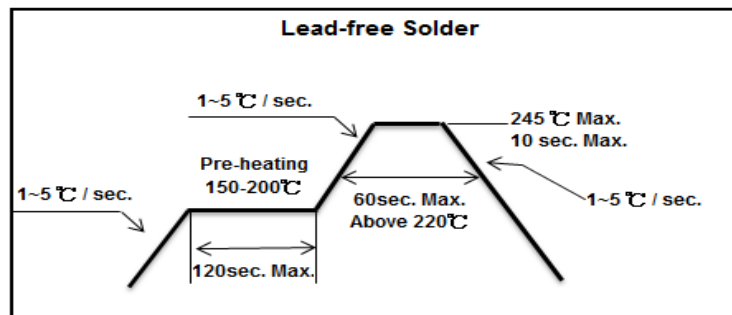 Lead-free Solder
1~5℃ / sec.
245℃ Max.
10 sec. Max.
Pre-heating
150-200℃
1~5℃ / sec.
60sec. Max.
Above 220℃
1~5℃ / sec.
120sec. Max.